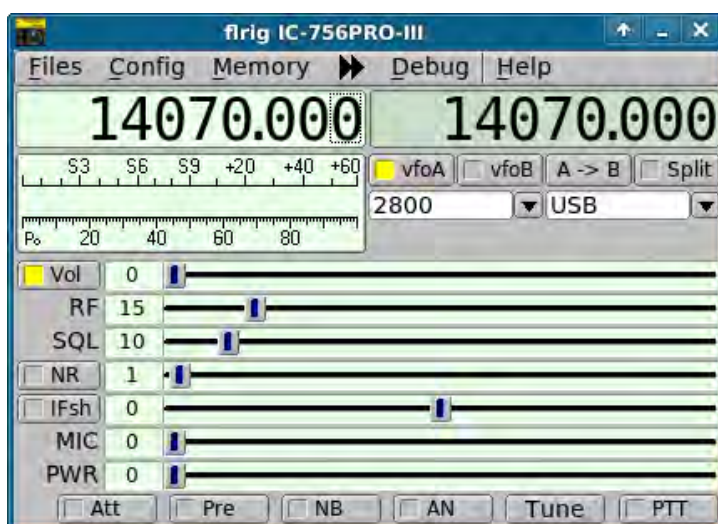 flrig IC-756PRO-III
Files Config Memory Debug Help
14070.000 14070.000
S3 S6 S9 +20 +40 +60
vfoA vfoB A -> B Split
2800 USB
Po 20 40 60 80
Vol 0
RF 15
SQL 10
NR 1
IFsh 0
MIC 0
PWR 0
Att Pre NB AN Tune PTT